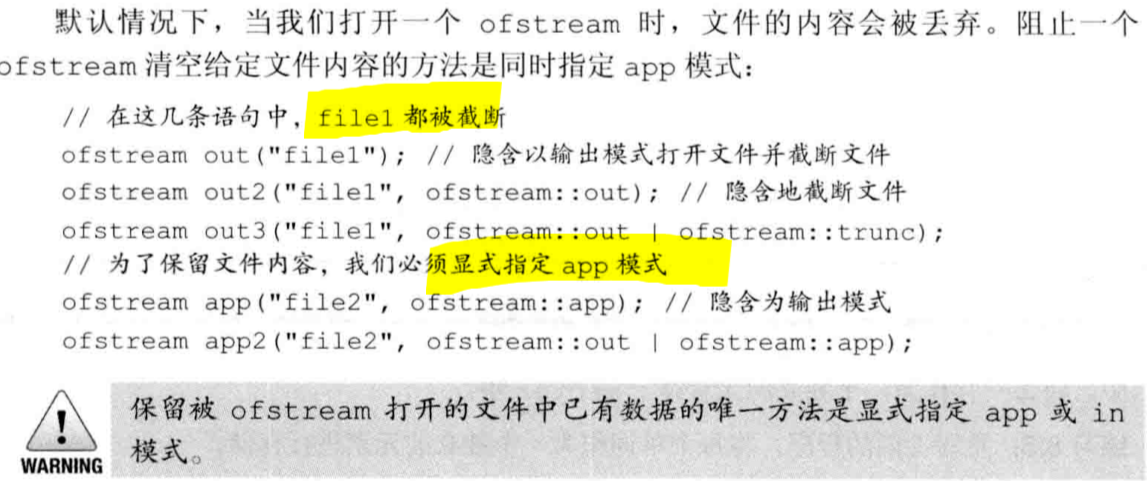 默认情况下，当我们打开一个 ofstream 时，文件的内容会被丢弃。阻止一个
ofstream 清空给定文件内容的方法是同时指定 app 模式：
// 在这几条语句中，file1 都被截断
ofstream out("file1"); // 隐含以输出模式打开文件并截断文件
ofstream out2("file1", ofstream::out); // 隐含地截断文件
ofstream out3("file1", ofstream::out | ofstream::trunc);
// 为了保留文件内容，我们必须显式指定 app 模式
ofstream app("file2", ofstream::app); // 隐含为输出模式
ofstream app2("file2", ofstream::out | ofstream::app);
保留被 ofstream 打开的文件中已有数据的唯一方法是显式指定 app 或 in
模式。
WARNING